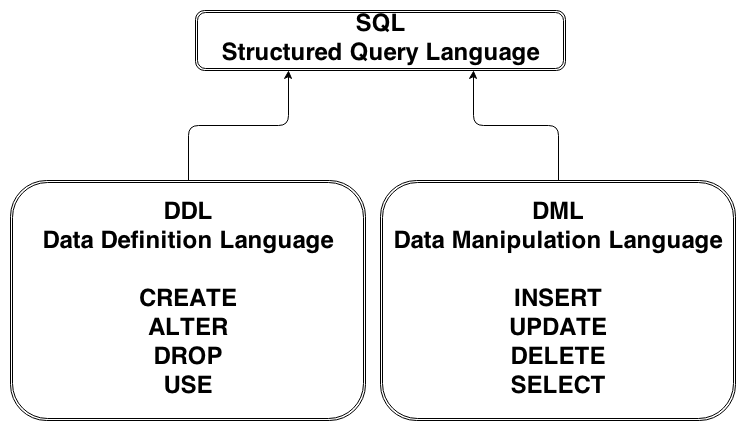 SQL
Structured Query Language
DDL
Data Definition Language
CREATE
ALTER
DROP
USE
DML
Data Manipulation Language
INSERT
UPDATE
DELETE
SELECT